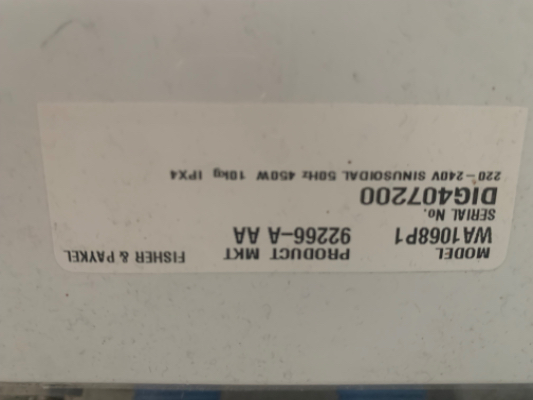 MODEL PRODUCT MKT FISHER & PAYKEL
WA1068P1 92266-A AA
SERIAL No.
DIG407200
220-240V SINUSOIDAL 50Hz 450W 10kg IPX4